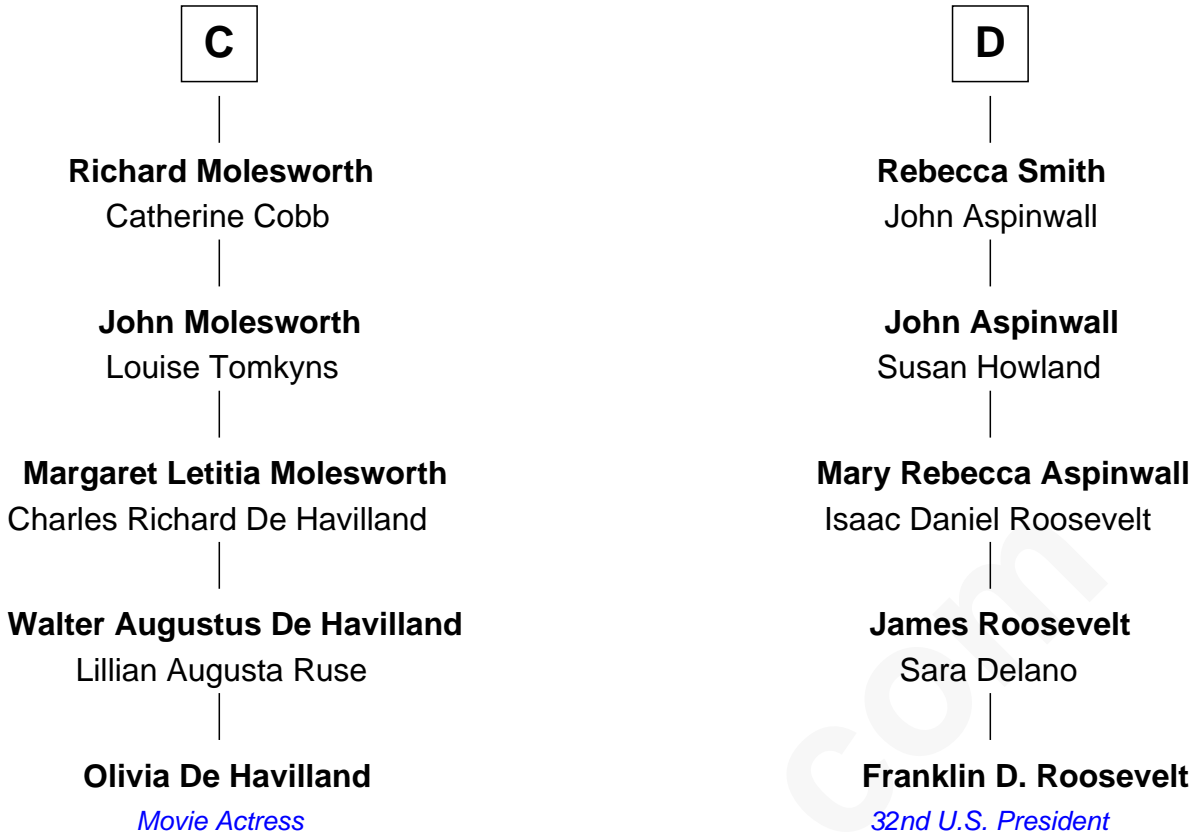 C
Richard Molesworth
Catherine Cobb
John Molesworth
Louise Tomkyns
Margaret Letitia Molesworth
Charles Richard De Havilland
Walter Augustus De Havilland
Lillian Augusta Ruse
Olivia De Havilland
Movie Actress
D
Rebecca Smith
John Aspinwall
John Aspinwall
Susan Howland
Mary Rebecca Aspinwall
Isaac Daniel Roosevelt
James Roosevelt
Sara Delano
Franklin D. Roosevelt
32nd U.S. President
com